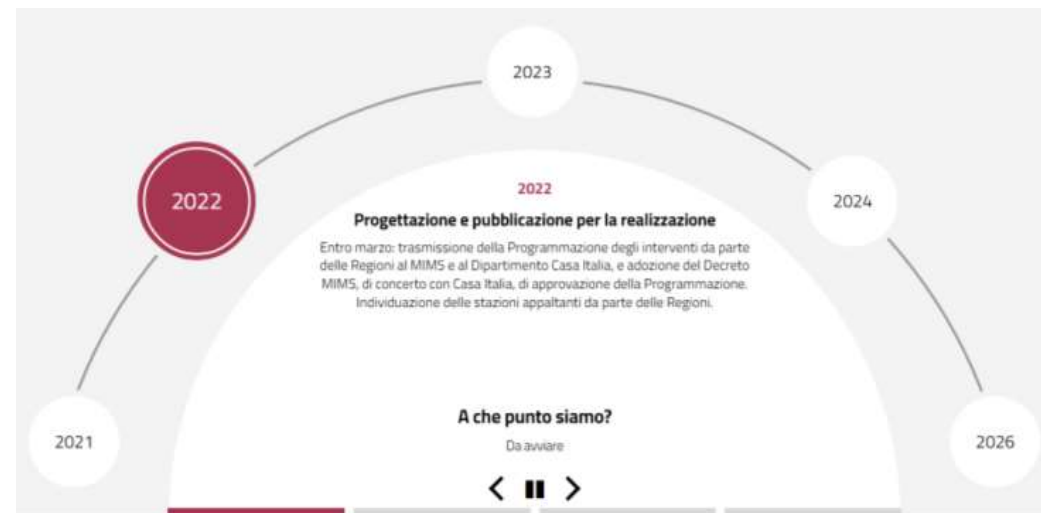 2023
2022
2024
2022
Progettazione e pubblicazione per la realizzazione
Entro marzo: trasmissione della Programmazione degli interventi da parte
delle Regioni al MIMS e al Dipartimento Casa Italia, e adozione del Decreto
MIMS, di concerto con Casa Italia, di approvazione della Programmazione.
Individuazione delle stazioni appaltanti da parte delle Regioni.
A che punto siamo?
Da avviare
2021
2026